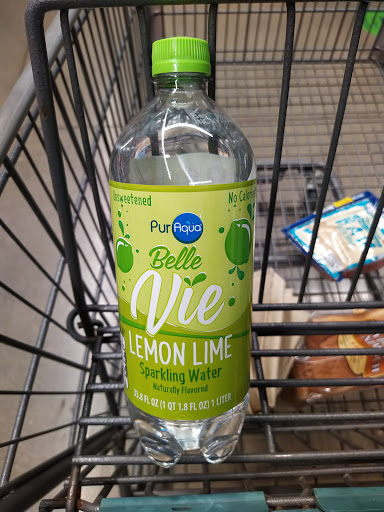 Unsweetened No Calories
PurAqua
Belle
Vie
LEMON LIME
Sparkling Water
Naturally Flavored
33.8 FL OZ (1 QT 1.8 FL OZ) 1 LITER